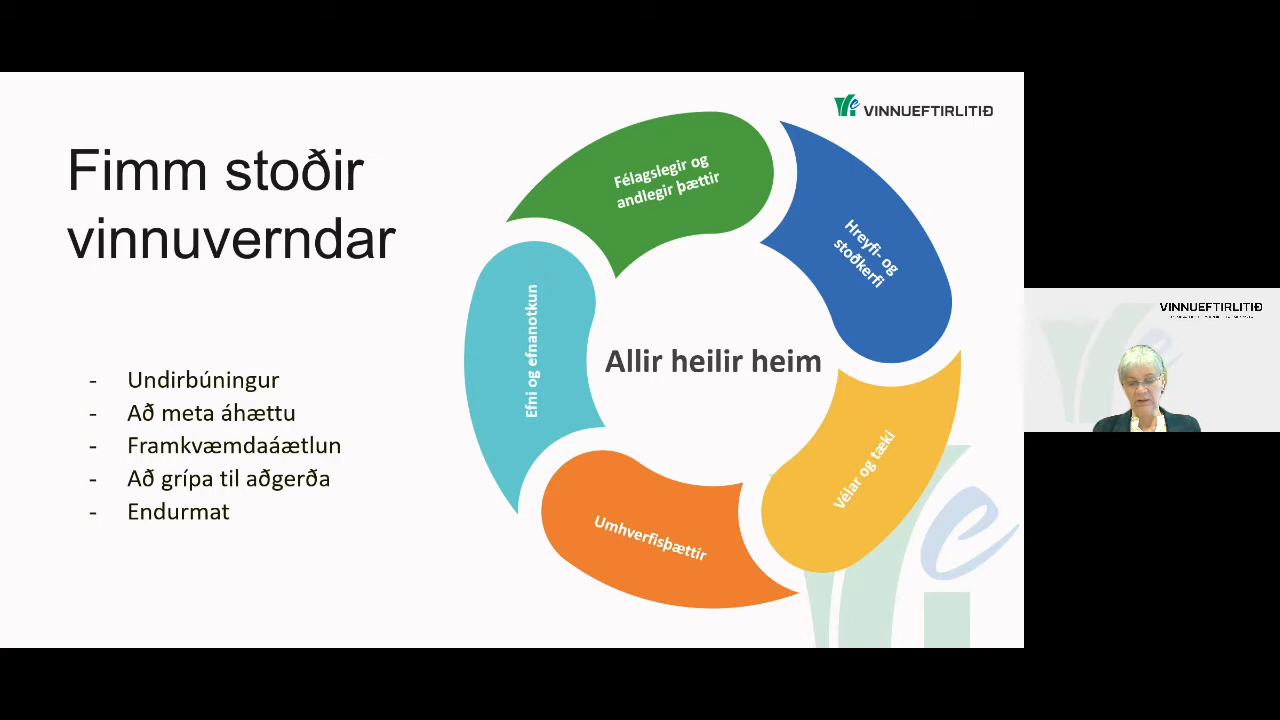 Fimm stoðir
vinnuverndar
- Undirbúningur
- Að meta áhættu
- Framkvæmdaáætlun
- Að grípa til aðgerða
- Endurmat
VINNUEFTIRLITIÐ
Félagslegir og
andlegir þættir
Hreyfi- og
stoðkerfi
Vélar og tæki
Umhverfisþættir
Efni og efnanotkun
Allir heilir heim
VINNUEFTIRLITIÐ